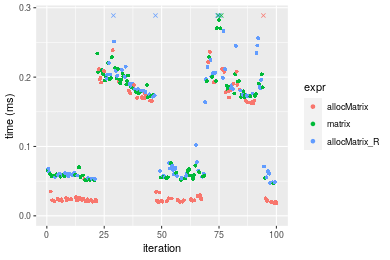 0.3
0.2
0.1
0.0
time (ms)
0
25
50
75
100
iteration
expr
allocMatrix
matrix
allocMatrix_R